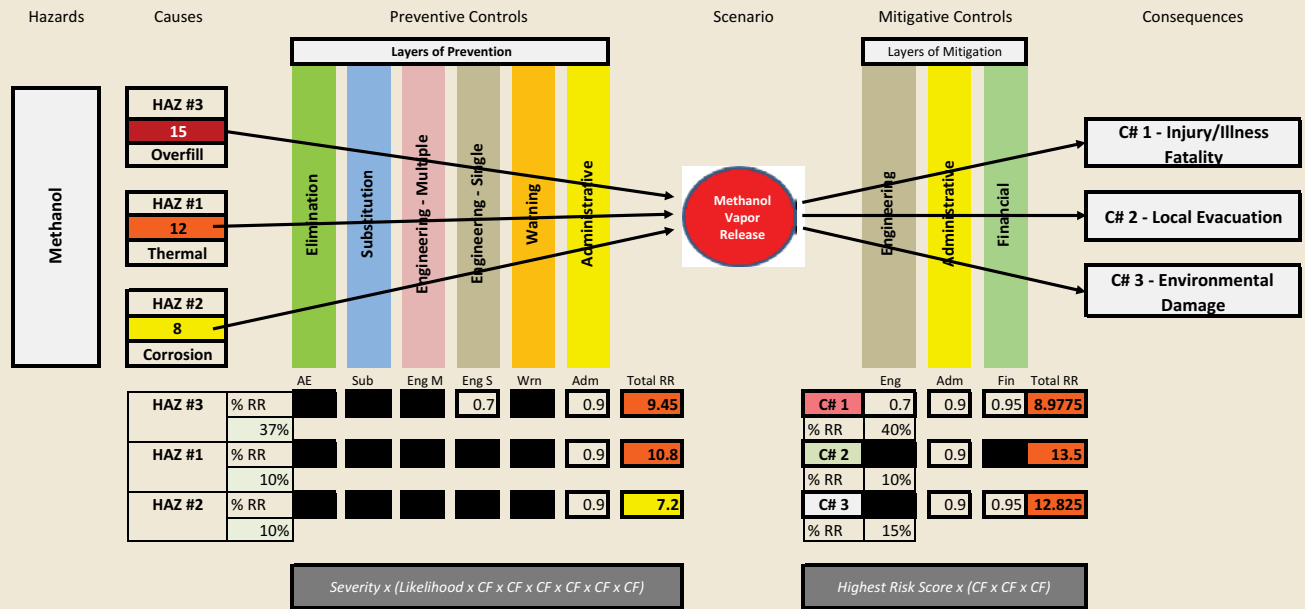 Hazards Causes Preventive Controls Scenario Mitigative Controls Consequences
Layers of Prevention
Layers of Mitigation
Methanol
HAZ #3
15
Overfill
HAZ #1
12
Thermal
HAZ #2
8
Corrosion
Elimination
Subsitution
Engineering - Multiple
Engineerng - Single
Warning
Administrative
Methanol
Vapor
Release
Engineering
Administrative
Financial
C# 1 - Injury/Illness
Fatality
C# 2 - Local Evacuation
C# 3 - Environmental
Damage
AE Sub Eng M Eng S Wrn Adm Total RR
HAZ #3 % RR 0.7 0.9 9.45
37%
HAZ #1 % RR 0.9 10.8
10%
HAZ #2 % RR 0.9 7.2
10%
Eng Adm Fin Total RR
C# 1 0.7 0.9 0.95 8.9775
% RR 40%
C# 2 0.9 13.5
% RR 10%
C# 3 0.9 0.95 12.825
% RR 15%
Severity x (Likelihood x CF x CF x CF x CF x CF x CF)
Highest Risk Score x (CF x CF x CF)